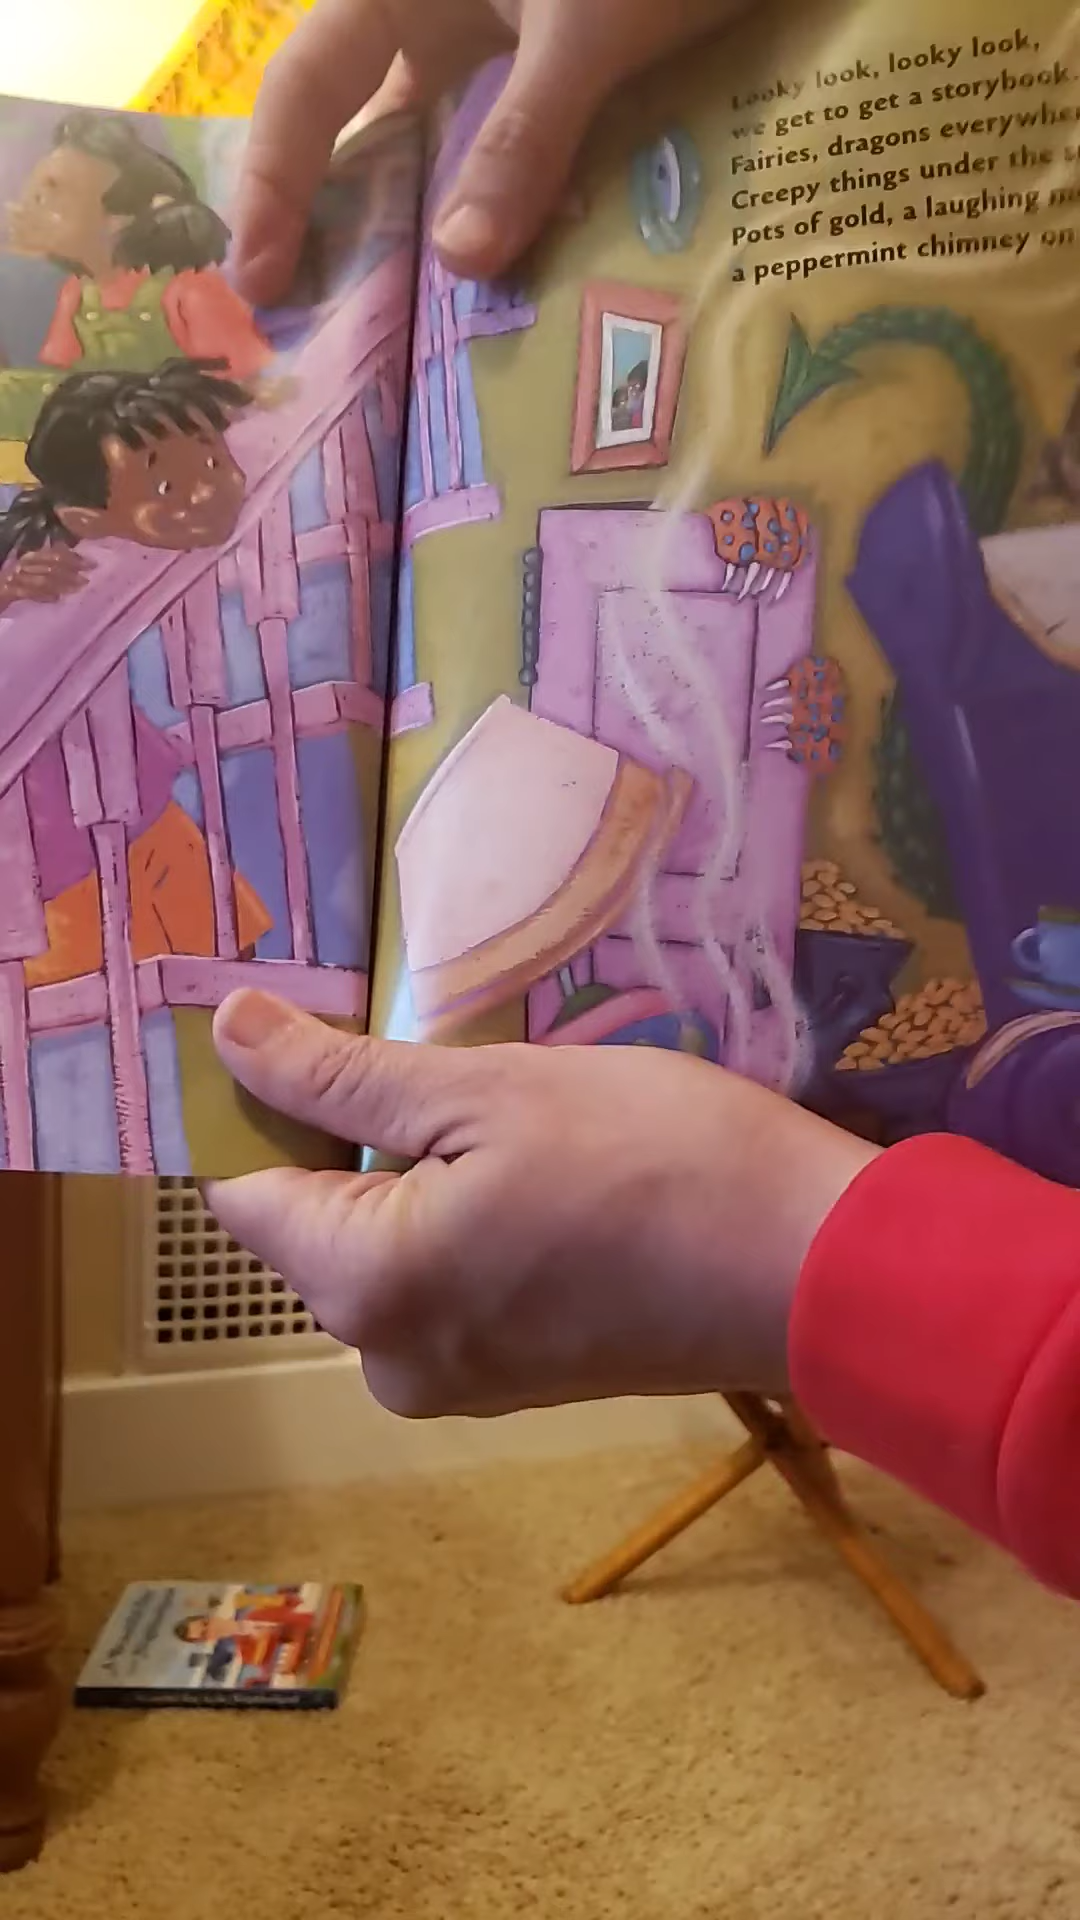 Looky look, looky look,
we get to get a storybook.
Fairies, dragons
Creepy things under the
Pots of gold, a laughing
a peppermint chimney on